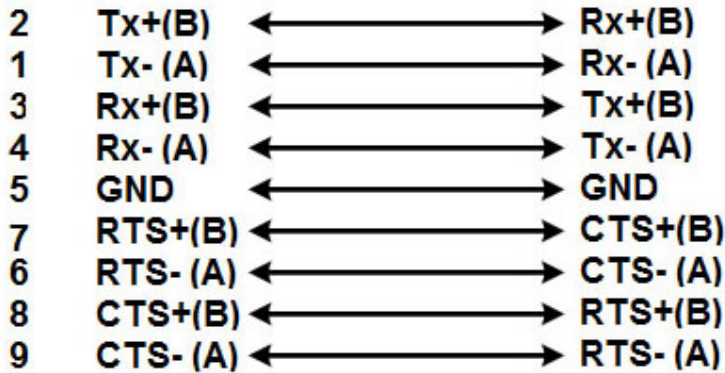 2 Tx+(B) Rx+(B)
1 Tx- (A) Rx- (A)
3 Rx+(B) Tx+(B)
4 Rx- (A) Tx- (A)
5 GND GND
7 RTS+(B) CTS+(B)
6 RTS- (A) CTS- (A)
8 CTS+(B) RTS+(B)
9 CTS- (A) RTS- (A)